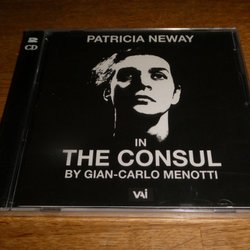 2
CD
PATRICIA NEWAY
IN
THE CONSUL
BY GIAN-CARLO MENOTTI
VAI